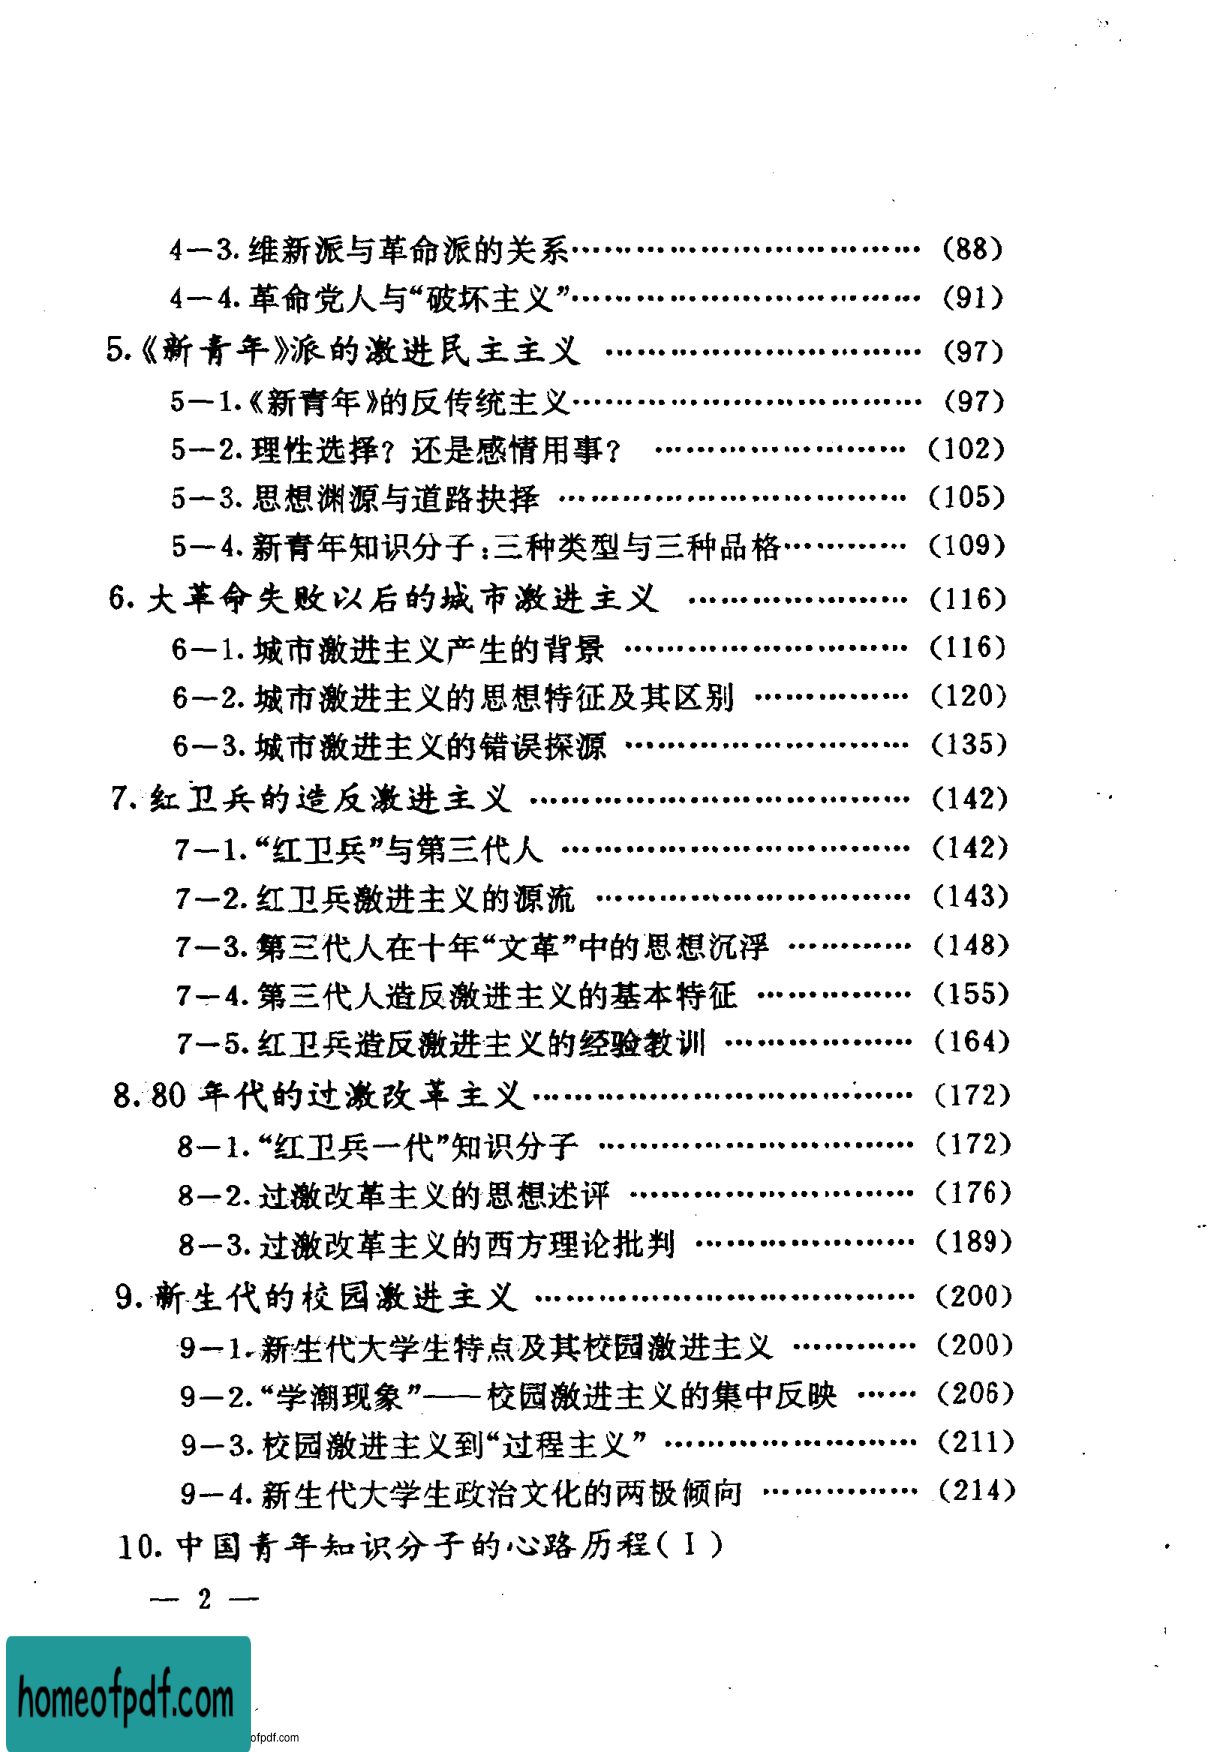 4—3.维新派与革命派的关系…………………………… (88)
4—4.革命党人与“破坏主义”…………………………… (91)
5.《新青年》派的激进民主主义 ………………………… (97)
5—1.《新青年》的反传统主义…………………………… (97)
5—2.理性选择？还是感情用事？ …………………… (102)
5—3.思想渊源与道路抉择 …………………………… (105)
5—4.新青年知识分子:三种类型与三种品格………… (109)
6.大革命失败以后的城市激进主义 ………………… (116)
6—1.城市激进主义产生的背景 ……………………… (116)
6—2.城市激进主义的思想特征及其区别 …………… (120)
6—3.城市激进主义的错误探源 ……………………… (135)
7.红卫兵的造反激进主义 ……………………………… (142)
7—1.“红卫兵”与第三代人 …………………………… (142)
7—2.红卫兵激进主义的源流 ………………………… (143)
7—3.第三代人在十年“文革”中的思想沉浮 ………… (148)
7—4.第三代人造反激进主义的基本特征 …………… (155)
7—5.红卫兵造反激进主义的经验教训 ……………… (164)
8.80年代的过激改革主义……………………………… (172)
8—1.“红卫兵一代”知识分子 ………………………… (172)
8—2.过激改革主义的思想述评 ……………………… (176)
8—3.过激改革主义的西方理论批判 ………………… (189)
9.新生代的校园激进主义 ……………………………… (200)
9—1.新生代大学生特点及其校园激进主义 ………… (200)
9—2.“学潮现象”——校园激进主义的集中反映 …… (206)
9—3.校园激进主义到“过程主义” …………………… (211)
9—4.新生代大学生政治文化的两极倾向 …………… (214)
10.中国青年知识分子的心路历程(Ⅰ)
— 2 —
homeofpdf.com
ofpdf.com